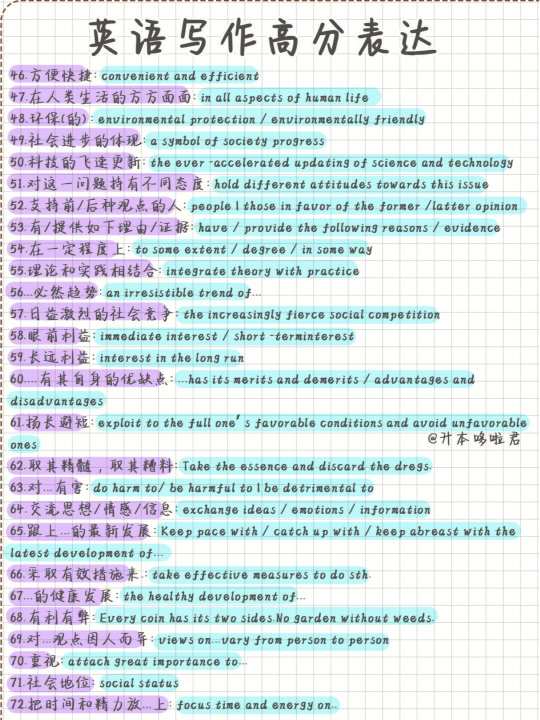 英语写作高分表达
46.方便快捷: convenient and efficient
47.在人类生活的方方面面: in all aspects of human life
48.环保(的): environmental protection / environmentally friendly
49.社会进步的体现: a symbol of society progress
50.科技的飞速更新: the ever -accelerated updating of science and technology
51.对这一问题持有不同态度: hold different attitudes towards this issue
52.支持前/后种观点的人: people | those in favor of the former /latter opinion
53.有/提供如下理由/证据: have / provide the following reasons / evidence
54.在一定程度上: to some extent / degree / in some way
55.理论和实践相结合: integrate theory with practice
56...必然趋势: an irresistible trend of...
57.日益激烈的社会竞争: the increasingly fierce social competition
58.眼前利益: immediate interest / short -terminterest
59.长远利益: interest in the long run
60....有其自身的优缺点: ...has its merits and demerits / advantages and
disadvantages
61.扬长避短: exploit to the full one's favorable conditions and avoid unfavorable
ones
@升本哆啦君
62.取其精髓，取其糟料: Take the essence and discard the dregs.
63.对...有害: do harm to/ be harmful to | be detrimental to
64.交流思想/情感/信息: exchange ideas / emotions / information
65.跟上...的最新发展: Keep pace with / catch up with / keep abreast with the
latest development of...
66.采取有效措施来.: take effective measures to do sth.
67...的健康发展: the healthy development of...
68.有利有弊: Every coin has its two sides.No garden without weeds.
69.对...观点因人而异: views on...vary from person to person
70.重视: attach great importance to...
71.社会地位: social status
72.把时间和精力放...上: focus time and energy on..